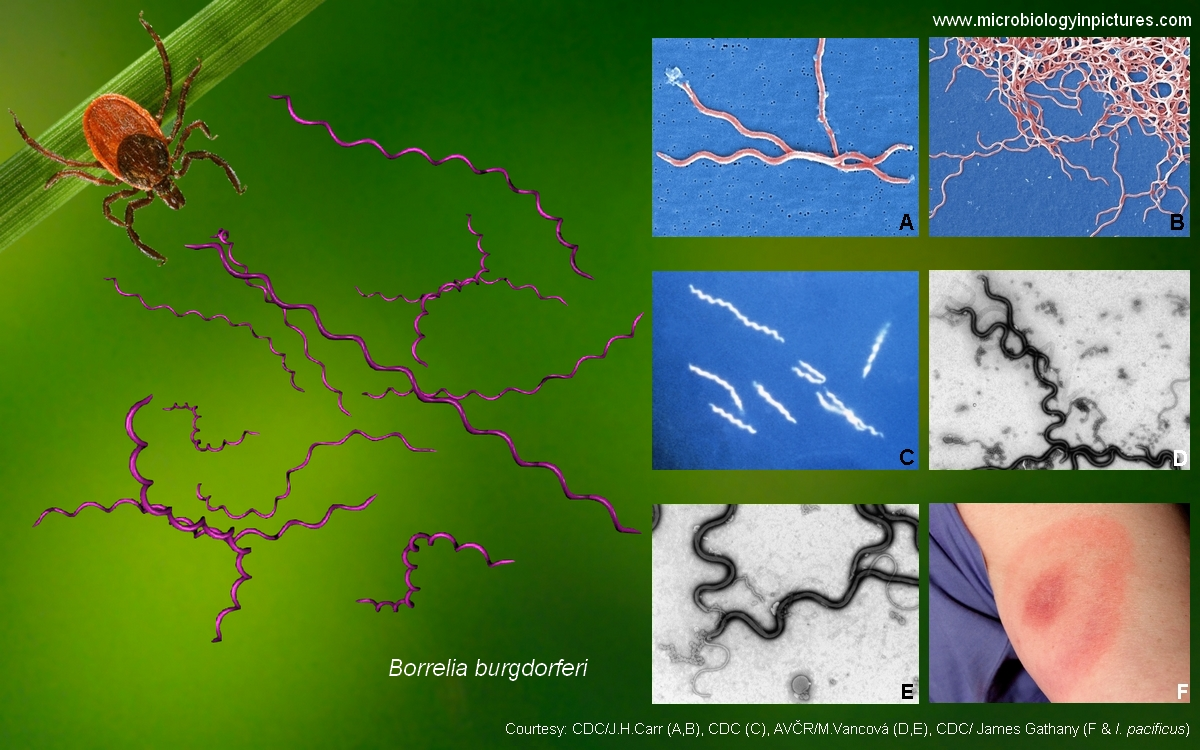 www.microbiologyinpictures.com
A
B
C
D
E
F
Borrelia burgdorferi
Courtesy: CDC/J.H.Carr (A,B), CDC (C), AVČR/M.Vancová (D,E), CDC/ James Gathany (F & I. pacificus)